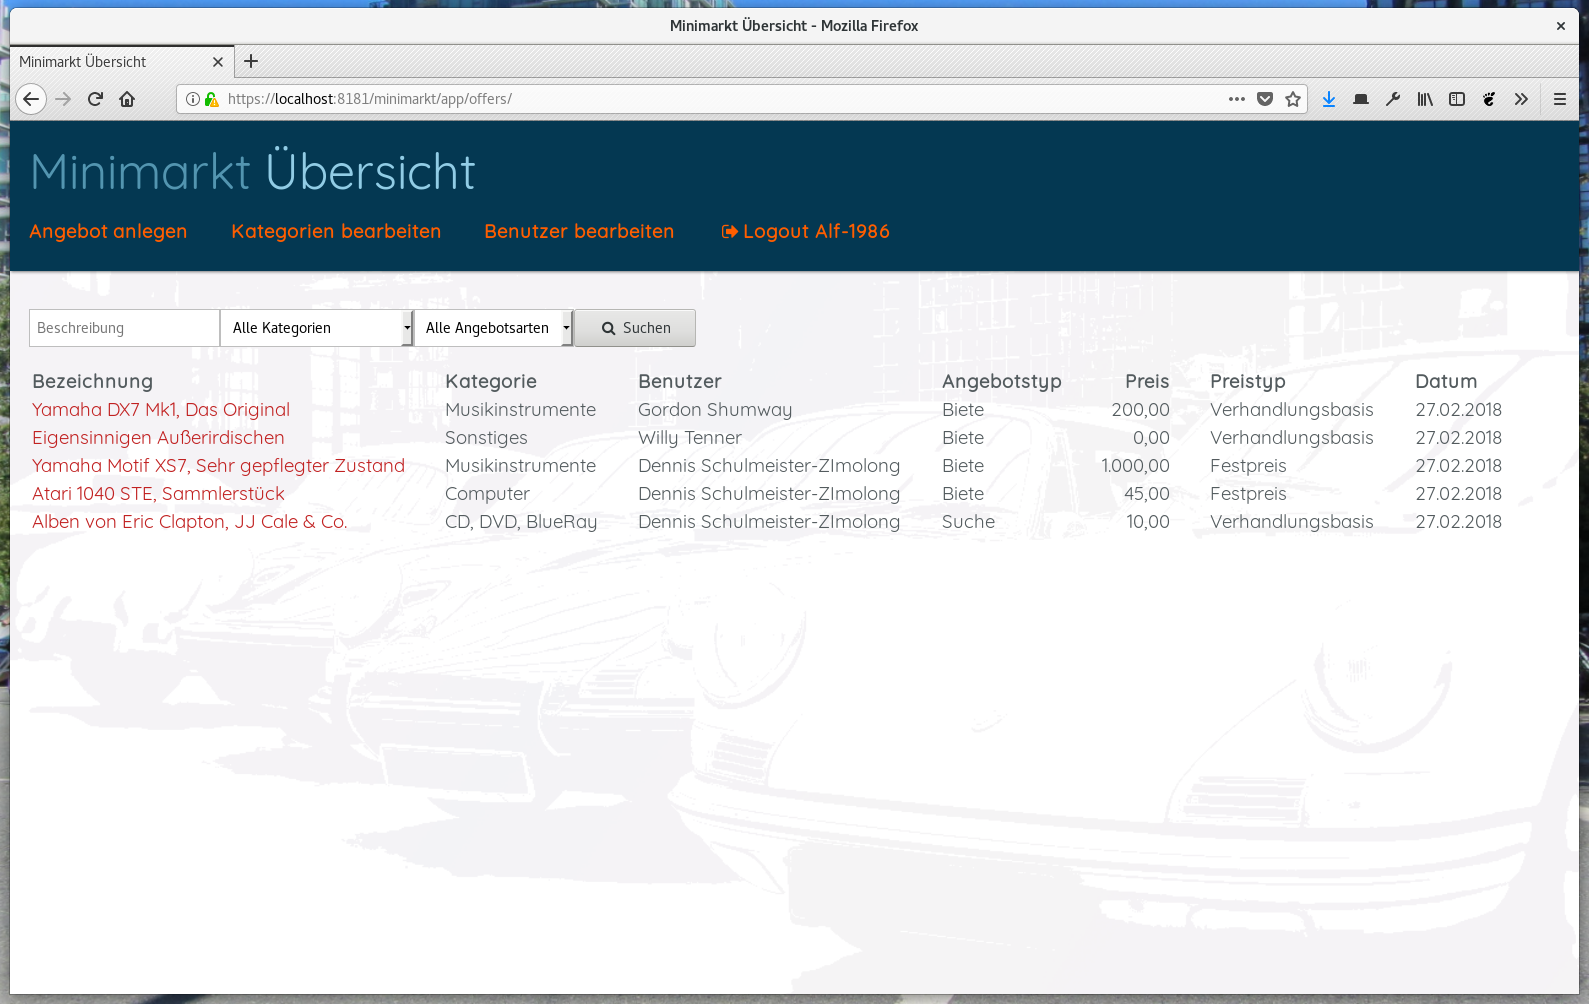 Minimarkt Übersicht - Mozilla Firefox
Minimarkt Übersicht
https://localhost:8181/minimarkt/app/offers/
Minimarkt Übersicht
Angebot anlegen Kategorien bearbeiten Benutzer bearbeiten Logout Alf-1986
Beschreibung Alle Kategorien Alle Angebotsarten Suchen
Bezeichnung Kategorie Benutzer Angebotstyp Preis Preistyp Datum
Yamaha DX7 Mk1, Das Original Musikinstrumente Gordon Shumway Biete 200,00 Verhandlungsbasis 27.02.2018
Eigensinnigen Außerirdischen Sonstiges Willy Tenner Biete 0,00 Verhandlungsbasis 27.02.2018
Yamaha Motif XS7, Sehr gepflegter Zustand Musikinstrumente Dennis Schulmeister-ZImolong Biete 1.000,00 Festpreis 27.02.2018
Atari 1040 STE, Sammlerstück Computer Dennis Schulmeister-ZImolong Biete 45,00 Festpreis 27.02.2018
Alben von Eric Clapton, JJ Cale & Co. CD, DVD, BlueRay Dennis Schulmeister-ZImolong Suche 10,00 Verhandlungsbasis 27.02.2018